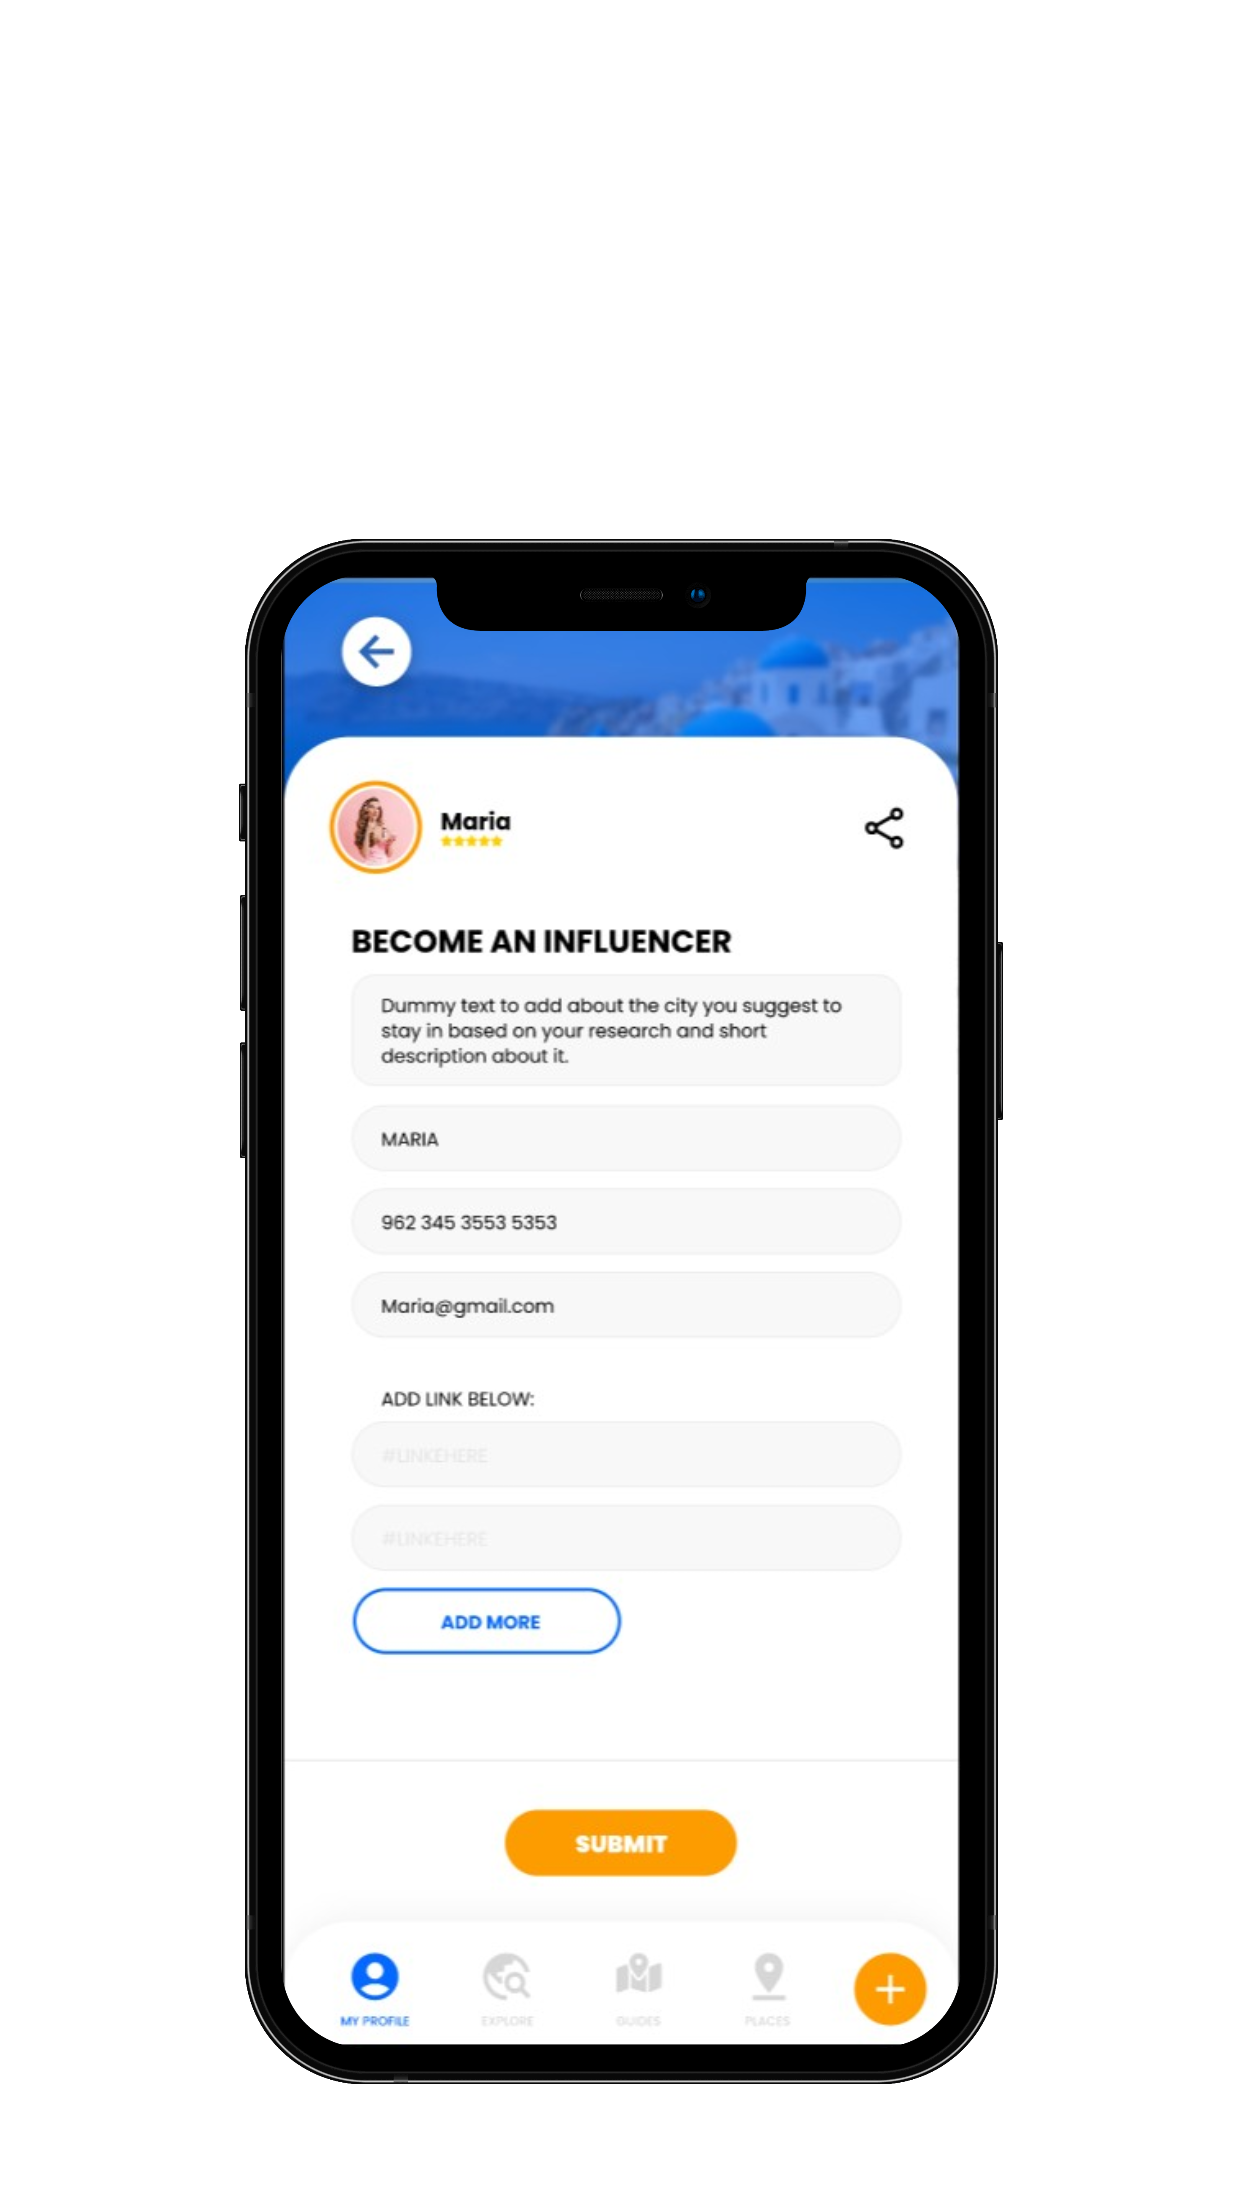 Maria
BECOME AN INFLUENCER
Dummy text to add about the city you suggest to
stay in based on your research and short
description about it.
MARIA
962 345 3553 5353
Maria@gmail.com
ADD LINK BELOW:
#LINKEHERE
#LINKEHERE
ADD MORE
SUBMIT
MY PROFILE
EXPLORE
GUIDES
PLACES